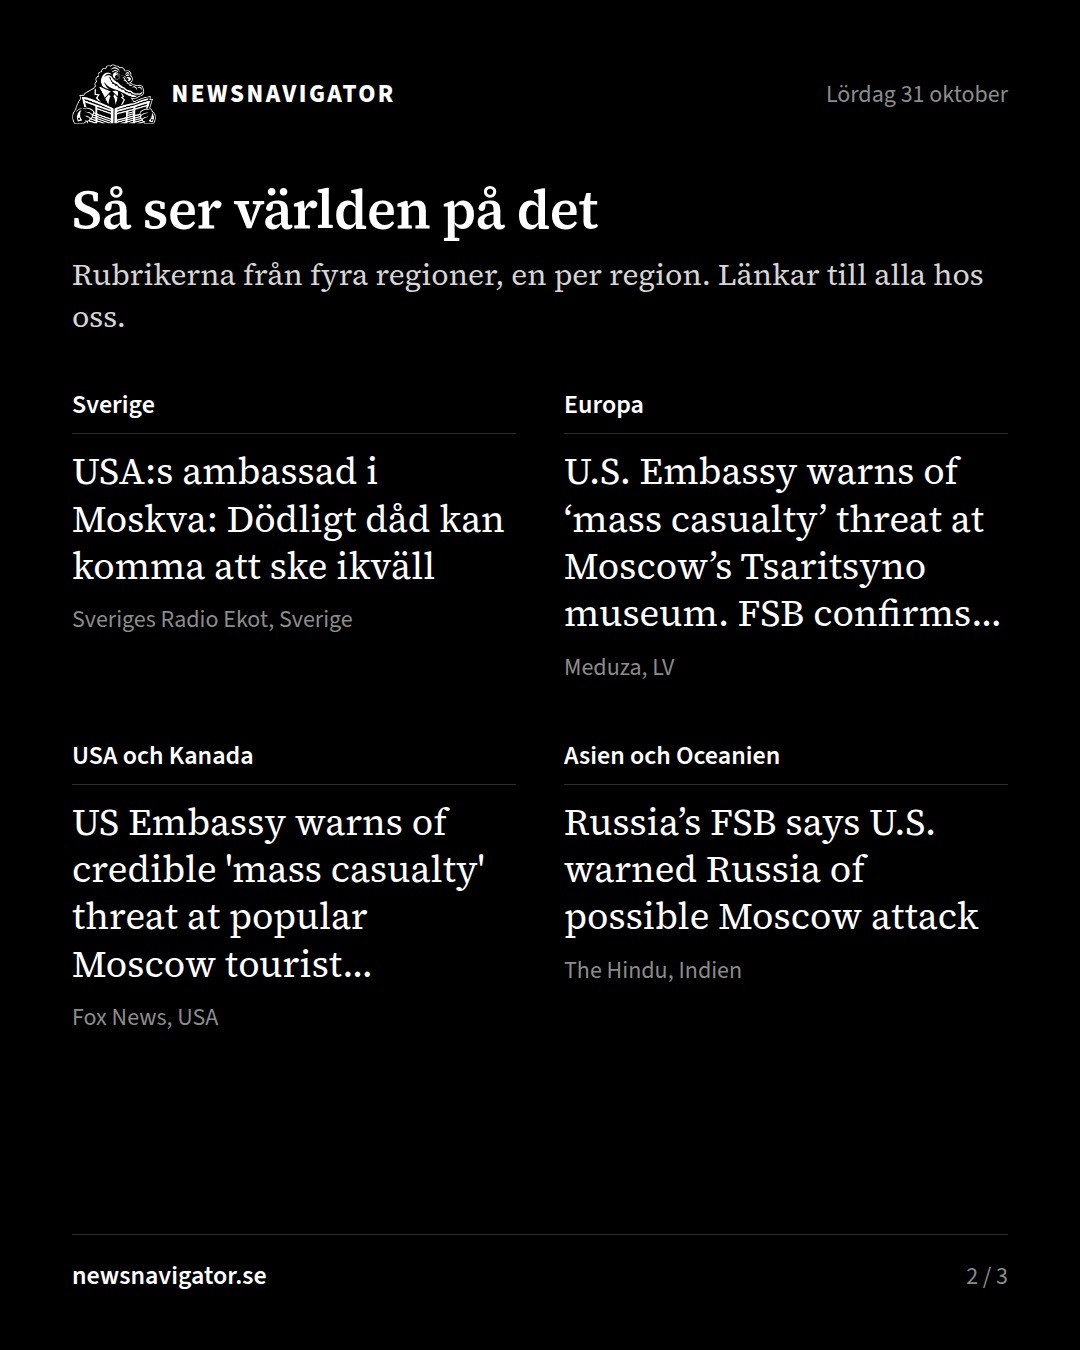 NEWSNAVIGATOR
Lördag 31 oktober
Så ser världen på det
Rubrikerna från fyra regioner, en per region. Länkar till alla hos
oss.
Sverige
USA:s ambassad i
Moskva: Dödligt dåd kan
komma att ske ikväll
Sveriges Radio Ekot, Sverige
Europa
U.S. Embassy warns of
‘mass casualty’ threat at
Moscow’s Tsaritsyno
museum. FSB confirms...
Meduza, LV
USA och Kanada
US Embassy warns of
credible 'mass casualty'
threat at popular
Moscow tourist...
Fox News, USA
Asien och Oceanien
Russia’s FSB says U.S.
warned Russia of
possible Moscow attack
The Hindu, Indien
newsnavigator.se
2 / 3